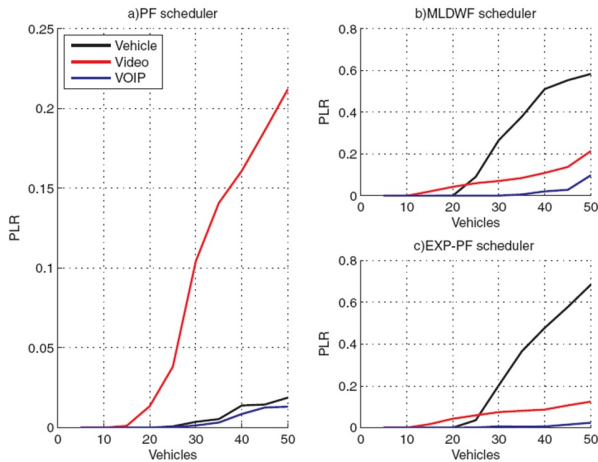 a)PF scheduler
0.25
0.2
0.15
0.1
0.05
0
PLR
Vehicle
Video
VOIP
0 10 20 30 40 50
Vehicles
b)MLDWF scheduler
0.8
0.6
0.4
0.2
0
PLR
0 10 20 30 40 50
Vehicles
c)EXP-PF scheduler
0.8
0.6
0.4
0.2
0
PLR
0 10 20 30 40 50
Vehicles